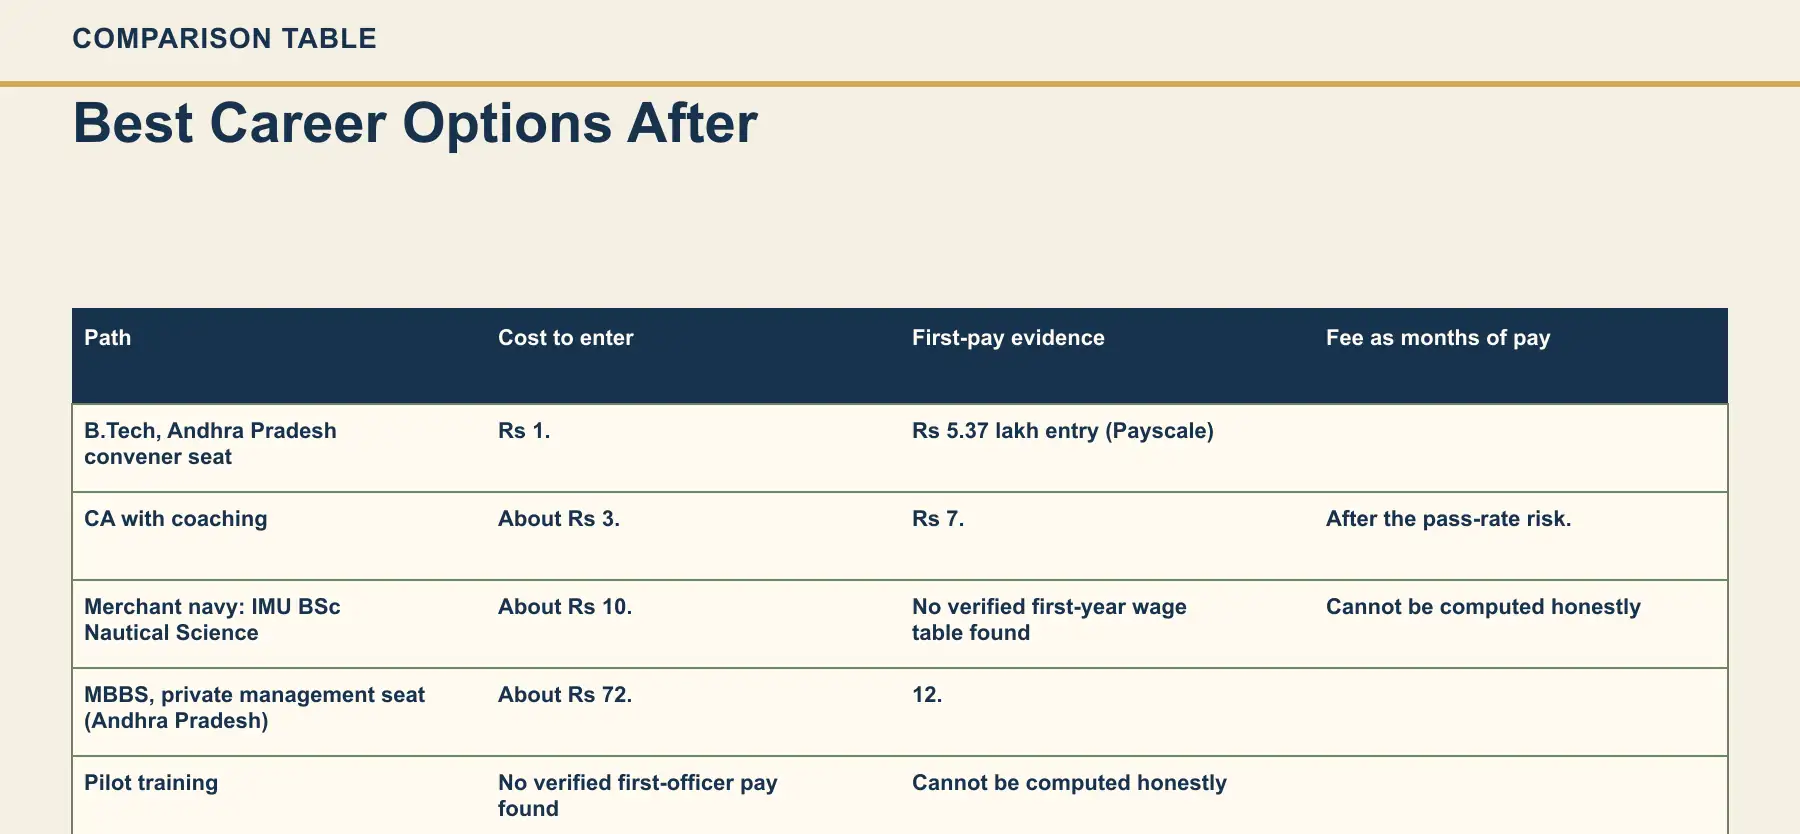 COMPARISON TABLE
Best Career Options After
Path Cost to enter First-pay evidence Fee as months of pay
B.Tech, Andhra Pradesh
convener seat
Rs 1.
Rs 5.37 lakh entry (Payscale)
CA with coaching
About Rs 3.
Rs 7.
After the pass-rate risk.
Merchant navy: IMU BSc
Nautical Science
About Rs 10.
No verified first-year wage
table found
Cannot be computed honestly
MBBS, private management seat
(Andhra Pradesh)
About Rs 72.
12.
Pilot training
No verified first-officer pay
found
Cannot be computed honestly